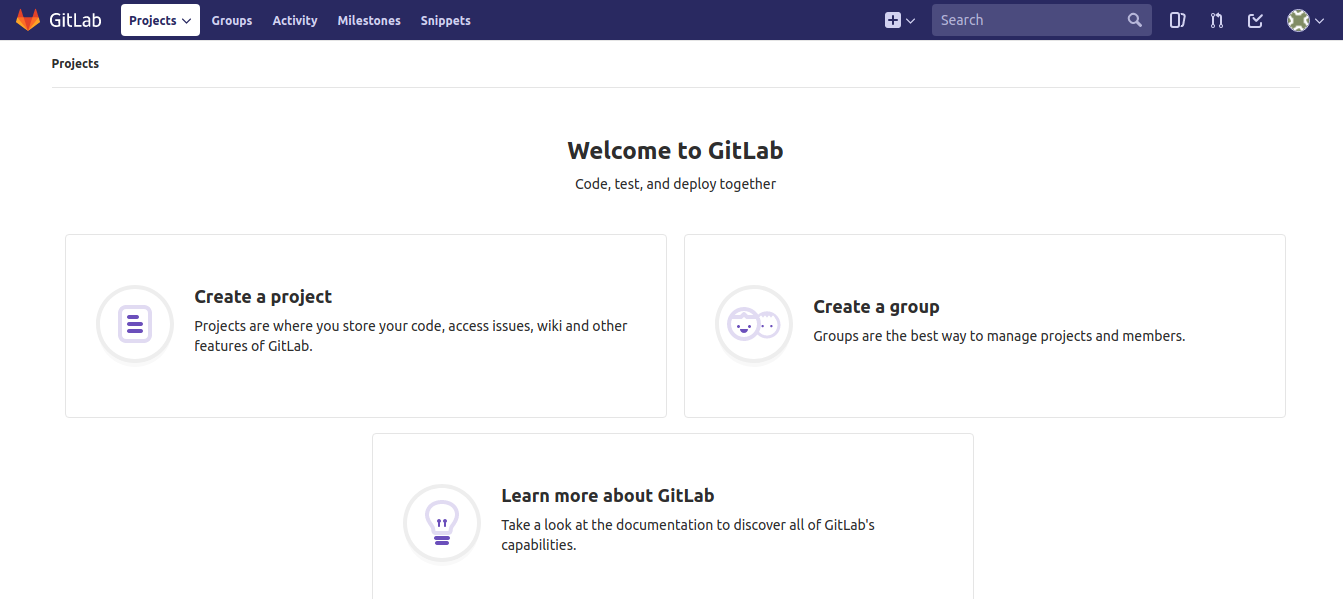 GitLab Projects Groups Activity Milestones Snippets Search
Projects
Welcome to GitLab
Code, test, and deploy together
Create a project
Projects are where you store your code, access issues, wiki and other
features of GitLab.
Create a group
Groups are the best way to manage projects and members.
Learn more about GitLab
Take a look at the documentation to discover all of GitLab's
capabilities.